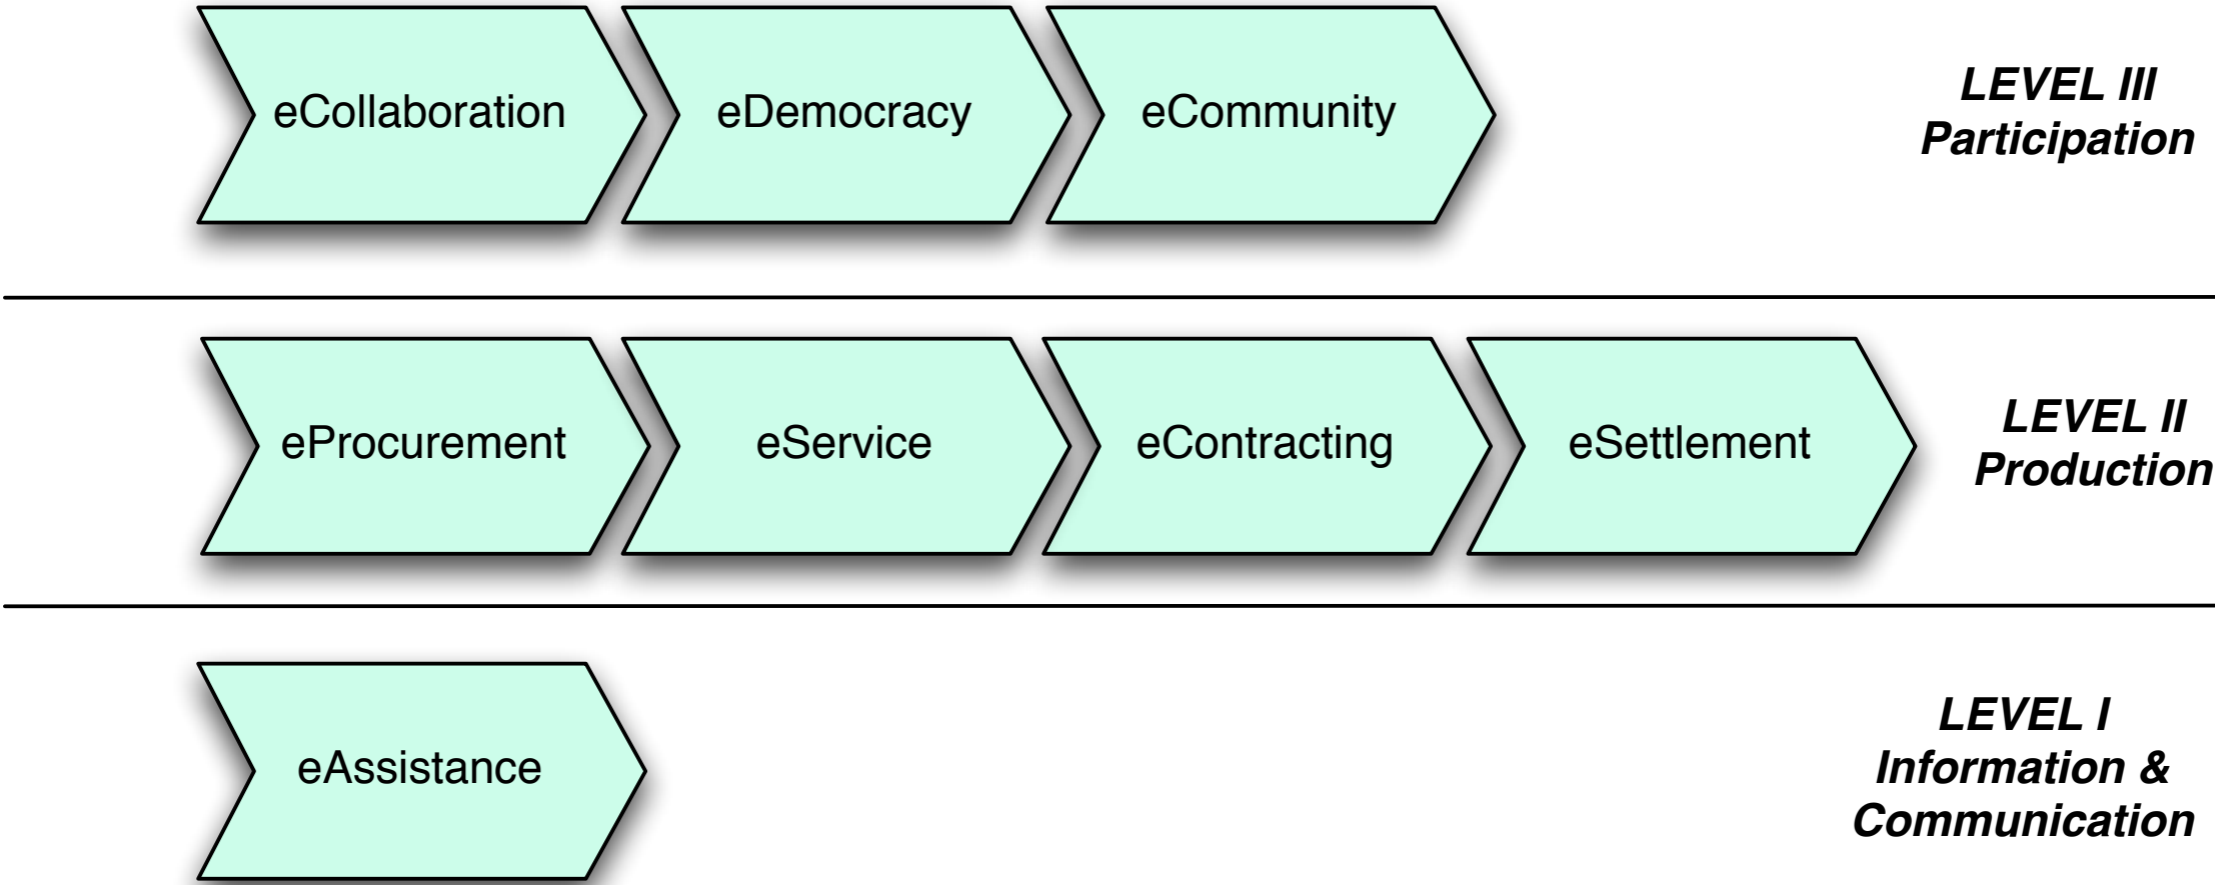 eCollaboration
eDemocracy
eCommunity
LEVEL III
Participation
eProcurement
eService
eContracting
eSettlement
LEVEL II
Production
eAssistance
LEVEL I
Information &
Communication